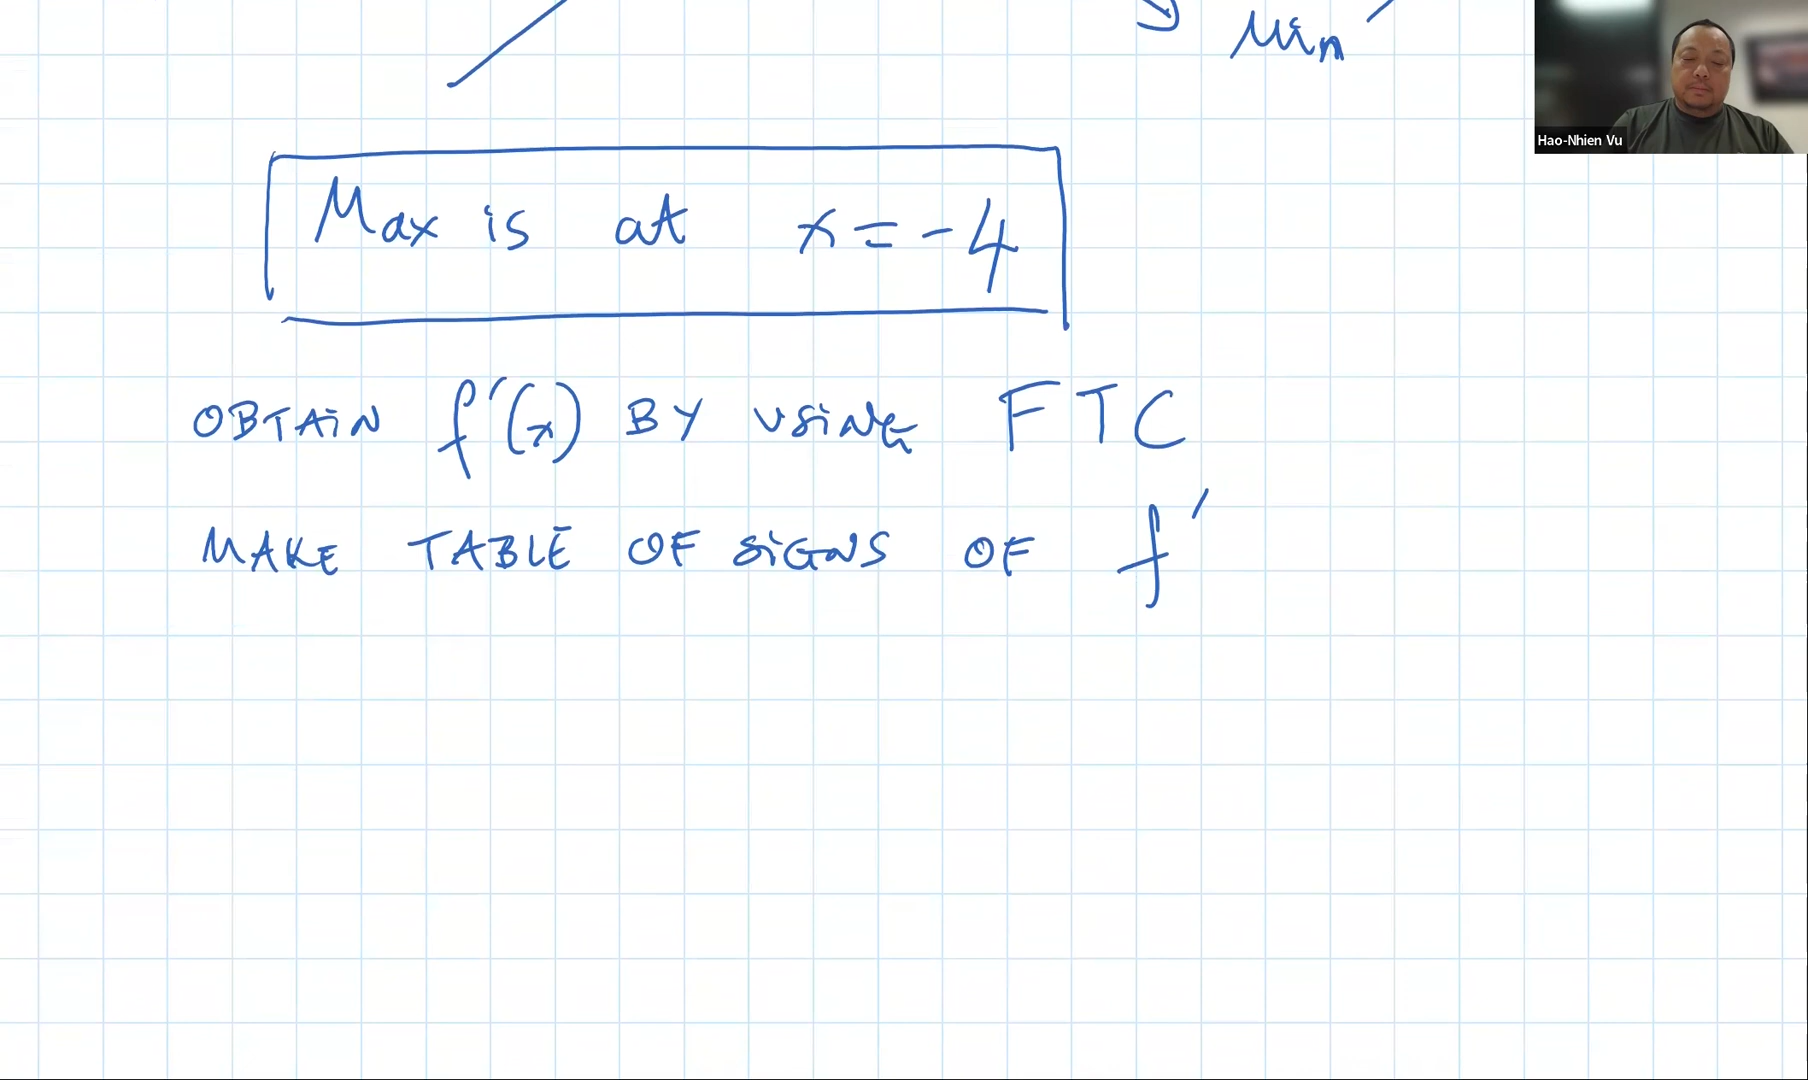 Min
Hao-Nhien Vu
Max is at x = -4
OBTAIN f'(x) BY USING FTC
MAKE TABLE OF SIGNS OF f'